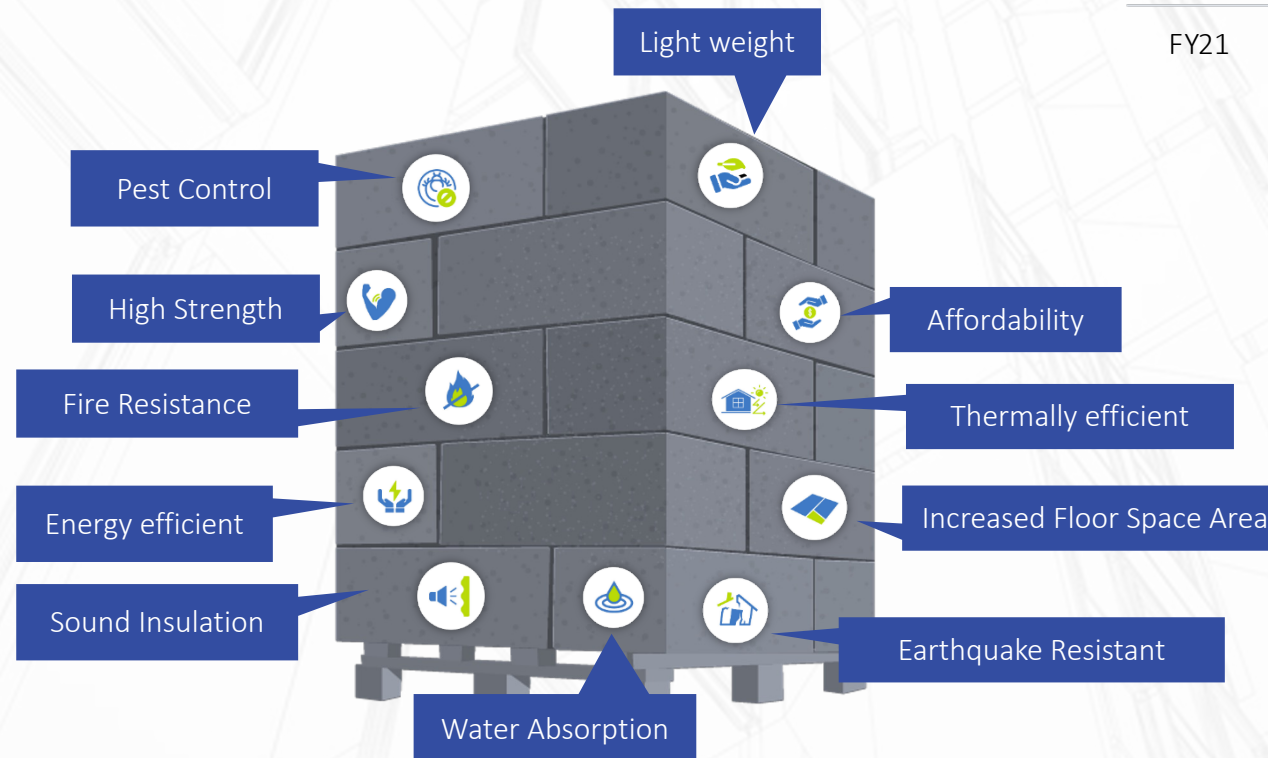 Light weight
FY21
Pest Control
High Strength
Affordability
Fire Resistance
Thermally efficient
Energy efficient
Increased Floor Space Area
Sound Insulation
Earthquake Resistant
Water Absorption